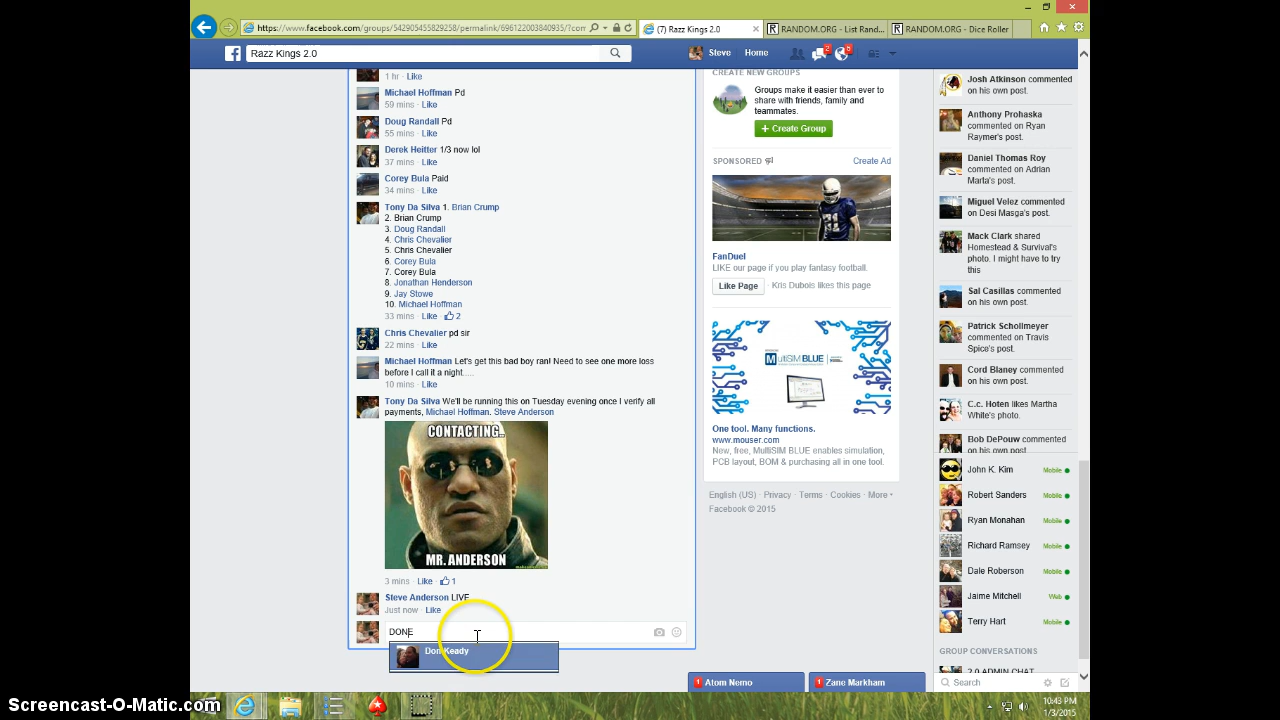 https://www.facebook.com/groups/542905455829258/permalink/696122003840935/?com
(7) Razz Kings 2.0
RANDOM.ORG - List Rand...
RANDOM.ORG - Dice Roller
Razz Kings 2.0
Steve
Home
2
6
1 hr · Like
Michael Hoffman Pd
59 mins · Like
Doug Randall Pd
55 mins · Like
Derek Heitter 1/3 now lol
37 mins · Like
Corey Bula Paid
34 mins · Like
Tony Da Silva 1. Brian Crump
2. Brian Crump
3. Doug Randall
4. Chris Chevalier
5. Chris Chevalier
6. Corey Bula
7. Corey Bula
8. Jonathan Henderson
9. Jay Stowe
10. Michael Hoffman
33 mins · Like · 2
Chris Chevalier pd sir
22 mins · Like
Michael Hoffman Let's get this bad boy ran! Need to see one more loss
before I call it a night.....
10 mins · Like
Tony Da Silva We'll be running this on Tuesday evening once I verify all
payments, Michael Hoffman. Steve Anderson
CONTACTING..
MR. ANDERSON
3 mins · Like · 1
Steve Anderson LIVE
Just now · Like
DONE
Don Keady
CREATE NEW GROUPS
Groups make it easier than ever to
share with friends, family and
teammates.
+ Create Group
SPONSORED
Create Ad
21
FanDuel
LIKE our page if you play fantasy football.
Like Page
Kris Dubois likes this page
MultiSIM BLUE
One tool. Many functions.
www.mouser.com
New, free, MultiSIM BLUE enables simulation,
PCB layout, BOM & purchasing all in one tool.
English (US) · Privacy · Terms · Cookies · More
Facebook © 2015
Josh Atkinson commented
on his own post.
Anthony Prohaska
commented on Ryan
Raymer's post.
Daniel Thomas Roy
commented on Adrian
Marta's post.
Miguel Velez commented
on Desi Masga's post.
Mack Clark shared
Homestead & Survival's
photo. I might have to try
this
Sal Casillas commented
on his own post.
Patrick Schollmeyer
commented on Travis
Spice's post.
Cord Blaney commented
on his own post.
C.c. Hoten likes Martha
White's photo.
Bob DePouw commented
on his own post.
John K. Kim Mobile
Robert Sanders Mobile
Ryan Monahan Mobile
Richard Ramsey Mobile
Dale Roberson Mobile
Jaime Mitchell Web
Terry Hart Mobile
GROUP CONVERSATIONS
2.0 ADMIN CHAT
Search
1 Atom Nemo
1 Zane Markham
Screencast-O-Matic.com
10:43 PM
1/3/2015